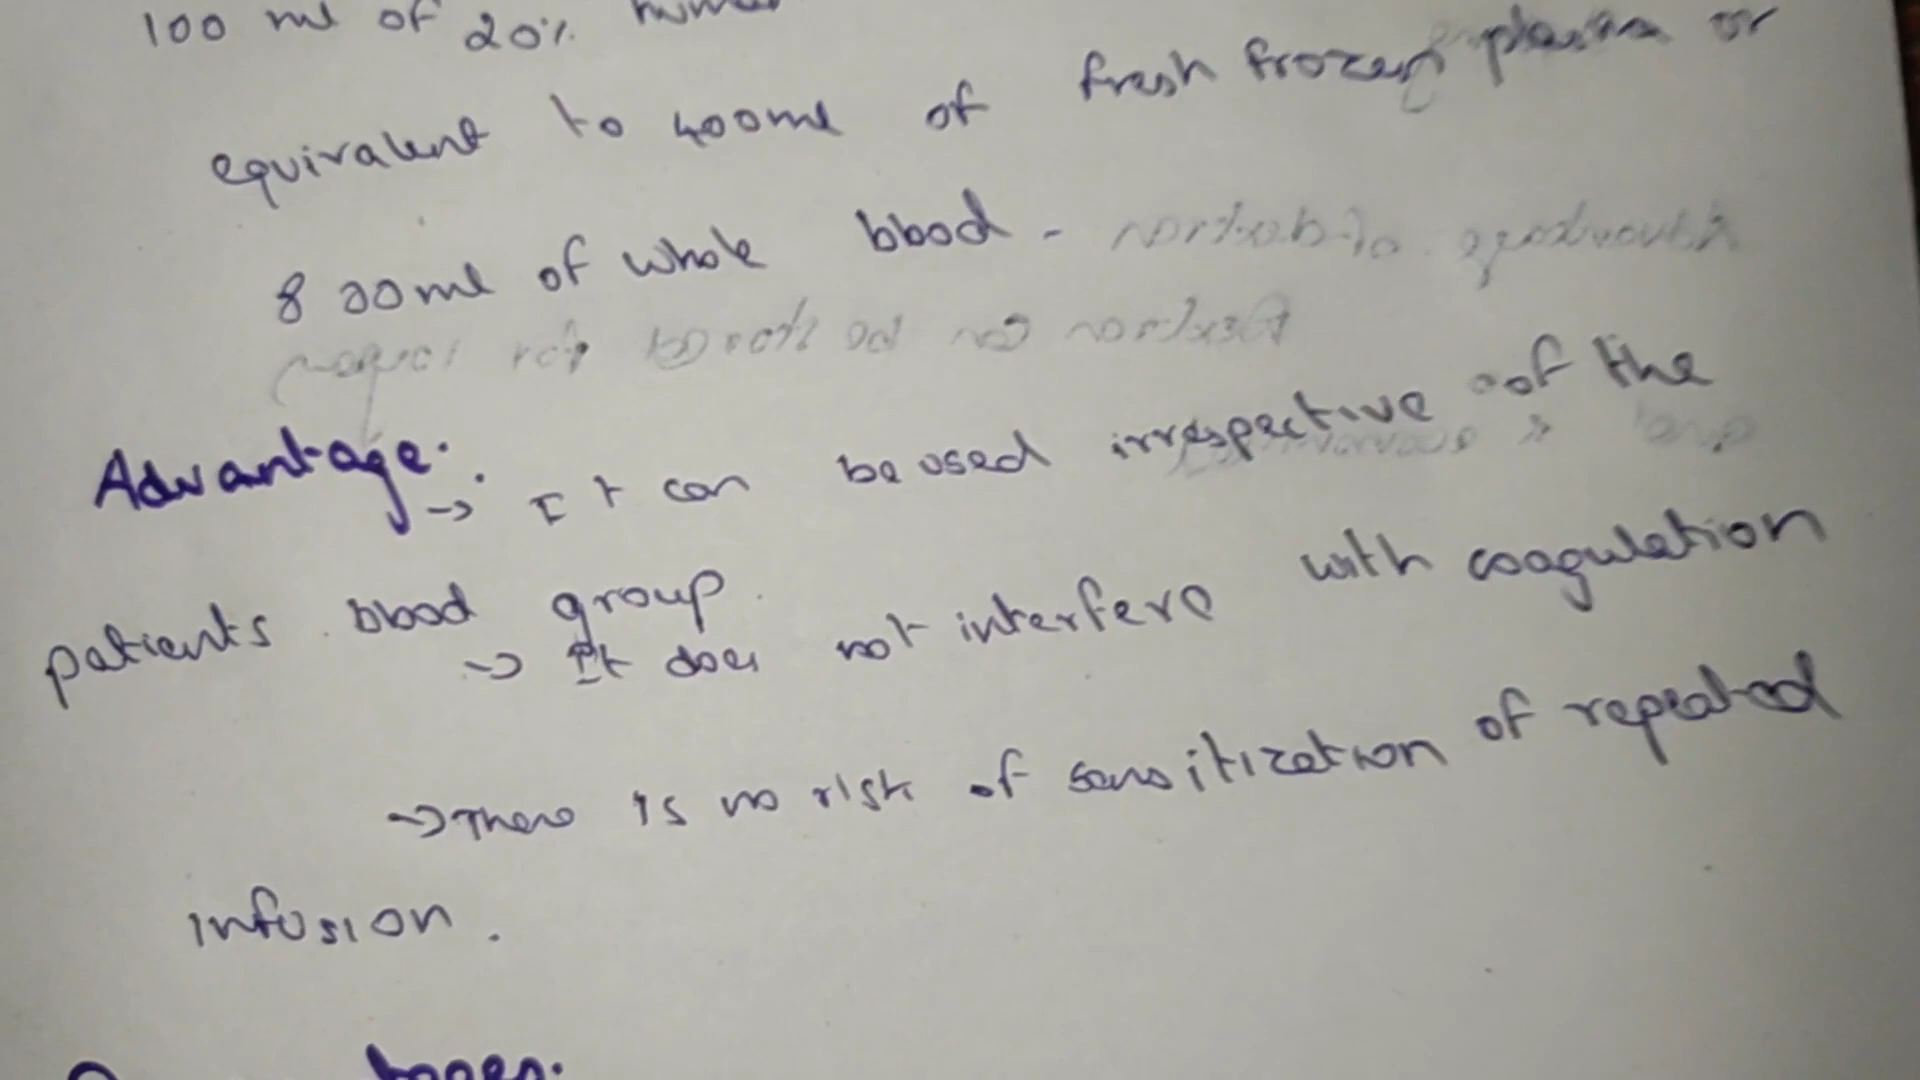 100 ml of 20% human
equivalent to 400ml of fresh frozen plasma or
800ml of whole blood.
Advantage:
→ It can be used irrespective of the
patients blood group.
→ It does not interfere with coagulation
→ There is no risk of sensitization of repeated
infusion.